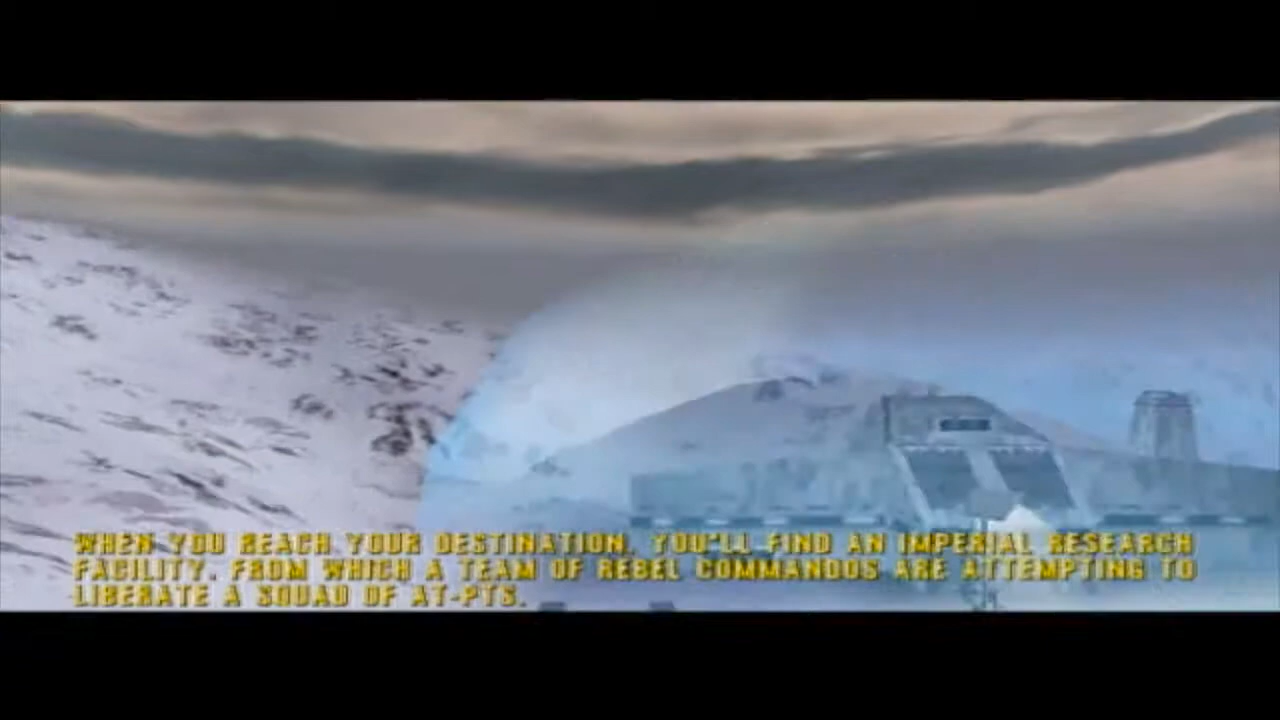 WHEN YOU REACH YOUR DESTINATION, YOU'LL FIND AN IMPERIAL RESEARCH
FACILITY, FROM WHICH A TEAM OF REBEL COMMANDOS ARE ATTEMPTING TO
LIBERATE A SQUAD OF AT-PTS.